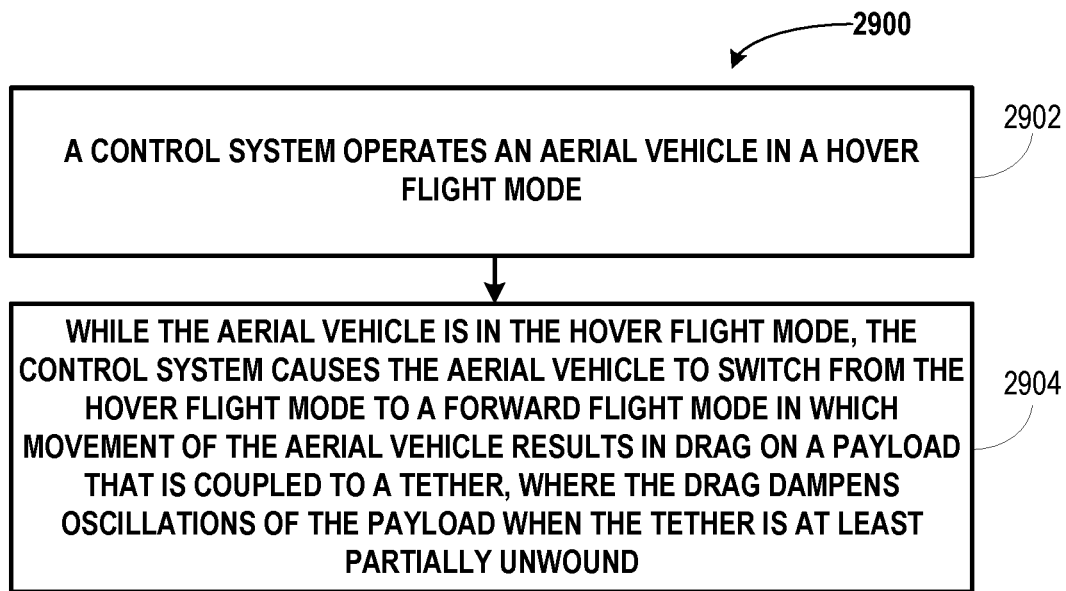 2900
A CONTROL SYSTEM OPERATES AN AERIAL VEHICLE IN A HOVER
FLIGHT MODE
2902
WHILE THE AERIAL VEHICLE IS IN THE HOVER FLIGHT MODE, THE
CONTROL SYSTEM CAUSES THE AERIAL VEHICLE TO SWITCH FROM THE
HOVER FLIGHT MODE TO A FORWARD FLIGHT MODE IN WHICH
MOVEMENT OF THE AERIAL VEHICLE RESULTS IN DRAG ON A PAYLOAD
THAT IS COUPLED TO A TETHER, WHERE THE DRAG DAMPENS
OSCILLATIONS OF THE PAYLOAD WHEN THE TETHER IS AT LEAST
PARTIALLY UNWOUND
2904